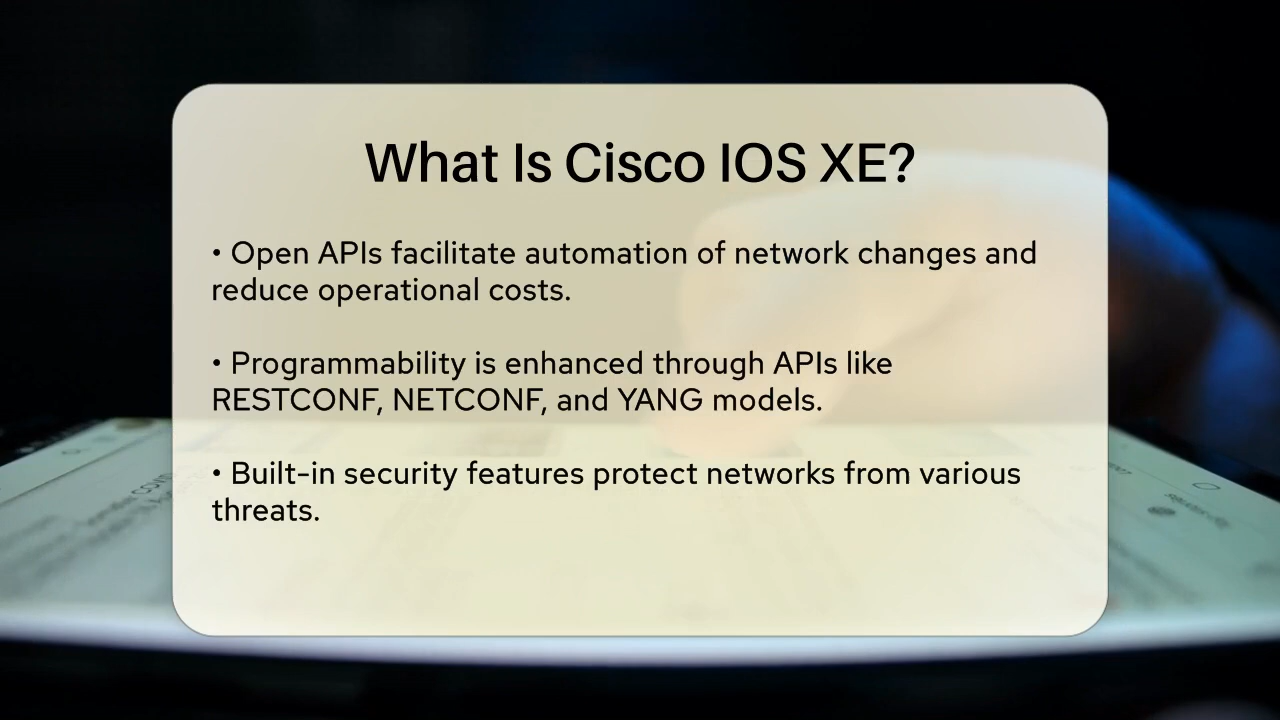 What Is Cisco IOS XE?
• Open APIs facilitate automation of network changes and
reduce operational costs.
• Programmability is enhanced through APIs like
RESTCONF, NETCONF, and YANG models.
• Built-in security features protect networks from various
threats.